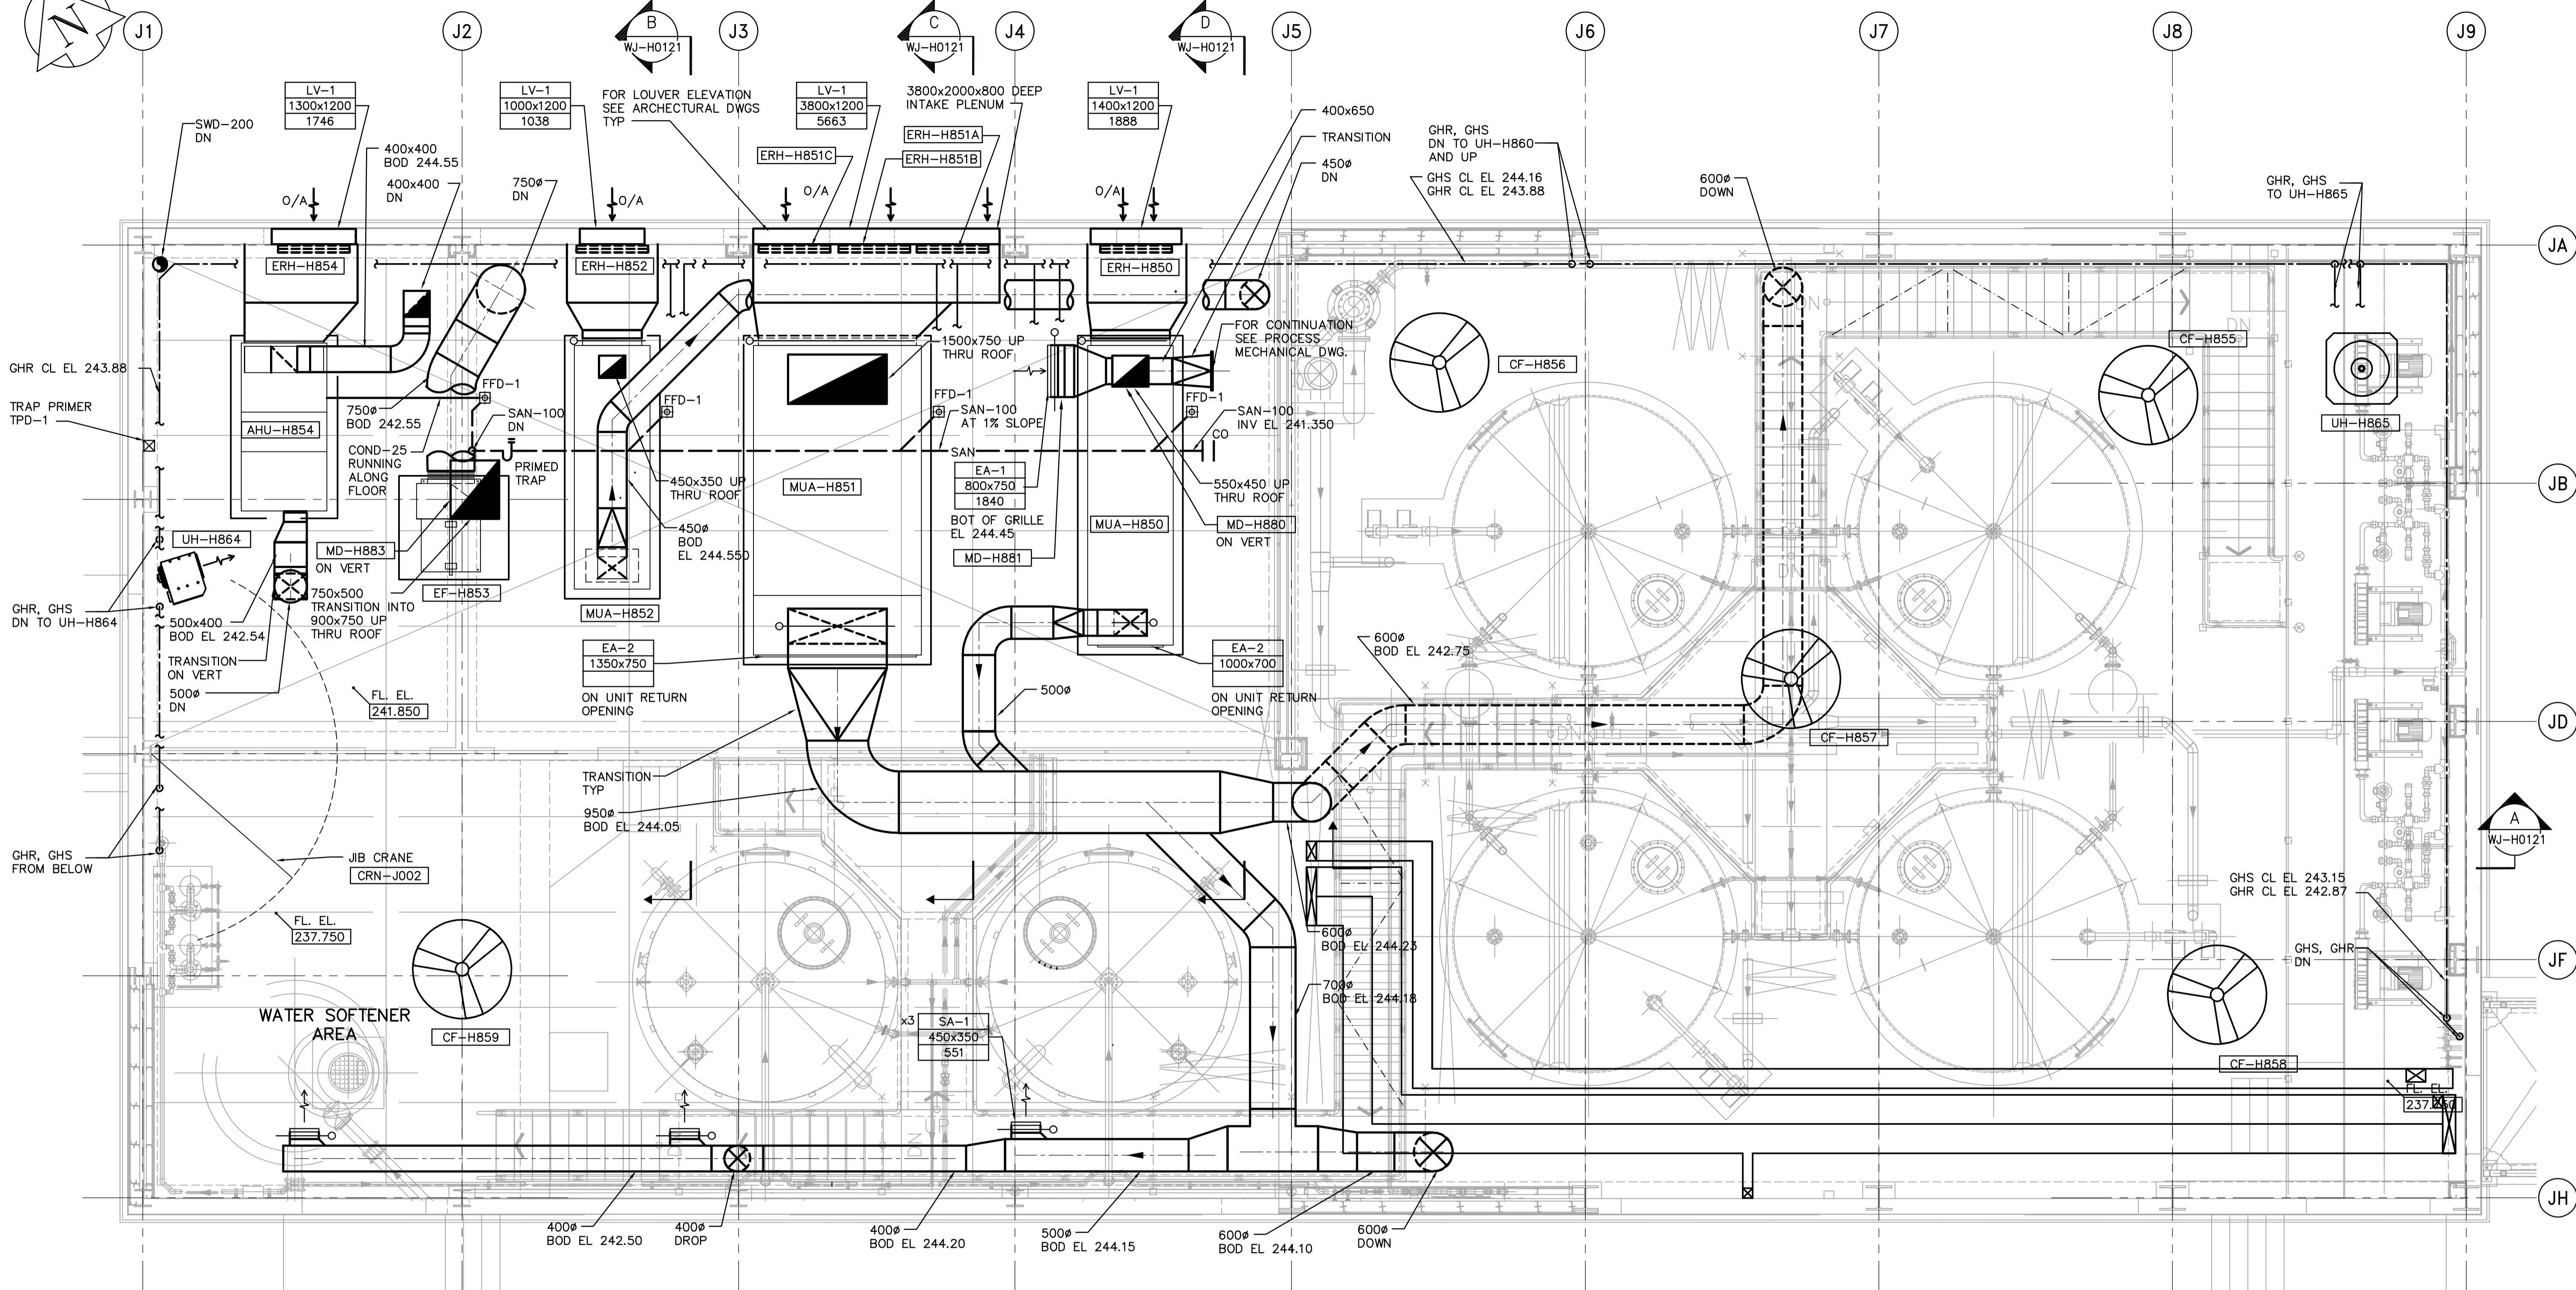 N
J1
J2
J3
J4
J5
J6
J7
J8
J9
B
WJ-H0121
C
WJ-H0121
D
WJ-H0121
LV-1
1300x1200
1746
LV-1
1000x1200
1038
FOR LOUVER ELEVATION
SEE ARCHECTURAL DWGS
TYP
LV-1
3800x1200
5663
3800x2000x800 DEEP
INTAKE PLENUM
LV-1
1400x1200
1888
SWD-200
DN
400x400
BOD 244.55
400x400
DN
750ø
DN
ERH-H851C
ERH-H851A
ERH-H851B
400x650
TRANSITION
450ø
DN
GHR, GHS
DN TO UH-H860
AND UP
GHS CL EL 244.16
GHR CL EL 243.88
600ø
DOWN
GHR, GHS
TO UH-H865
O/A
O/A
O/A
O/A
JA
ERH-H854
ERH-H852
ERH-H850
DN
DN
FOR CONTINUATION
SEE PROCESS
MECHANICAL DWG.
1500x750 UP
THRU ROOF
CF-H856
CF-H855
UH-H865
GHR CL EL 243.88
TRAP PRIMER
TPD-1
FFD-1
FFD-1
FFD-1
FFD-1
750ø
BOD 242.55
SAN-100
DN
SAN-100
AT 1% SLOPE
SAN-100
INV EL 241.350
CO
AHU-H854
COND-25
RUNNING
ALONG
FLOOR
PRIMED
TRAP
SAN
EA-1
800x750
1840
BOT OF GRILLE
EL 244.45
450x350 UP
THRU ROOF
MUA-H851
550x450 UP
THRU ROOF
JB
MUA-H850
MD-H880
ON VERT
450ø
BOD
EL 244.550
UH-H864
MD-H883
ON VERT
MD-H881
DN
EF-H853
MUA-H852
GHR, GHS
DN TO UH-H864
500x400
BOD EL 242.54
750x500
TRANSITION INTO
900x750 UP
THRU ROOF
TRANSITION
ON VERT
500ø
DN
FL. EL.
241.850
EA-2
1350x750
ON UNIT RETURN
OPENING
500ø
EA-2
1000x700
ON UNIT RETURN
OPENING
600ø
BOD EL 242.75
JD
DN
CF-H857
DN
TRANSITION
TYP
950ø
BOD EL 244.05
A
WJ-H0121
GHR, GHS
FROM BELOW
JIB CRANE
CRN-J002
GHS CL EL 243.15
GHR CL EL 242.87
FL. EL.
237.750
600ø
BOD EL 244.23
GHS, GHR
DN
JF
700ø
BOD EL 244.18
WATER SOFTENER
AREA
CF-H859
x3
SA-1
450x350
551
CF-H858
FL. EL.
UP
DN
DN
JH
400ø
BOD EL 242.50
400ø
DROP
400ø
BOD EL 244.20
500ø
BOD EL 244.15
600ø
BOD EL 244.10
600ø
DOWN